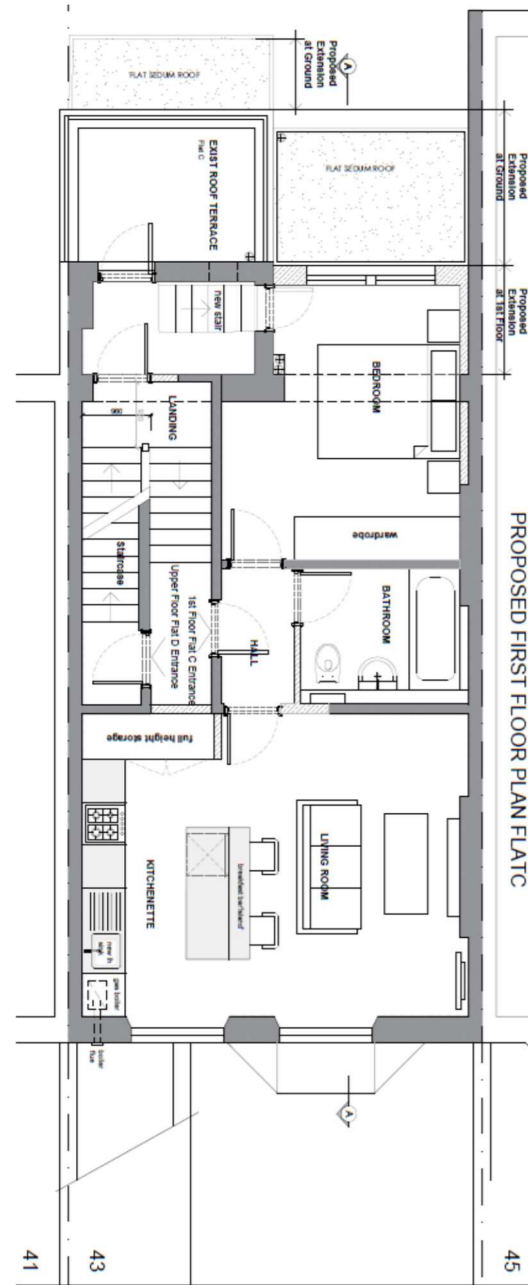 PROPOSED FIRST FLOOR PLAN FLATC
Proposed
Extension
at Ground
Proposed
Extension
at 1st Floor
Proposed
Extension
at Ground
A
FLAT SEDUM ROOF
FLAT SEDUM ROOF
EXIST ROOF TERRACE
Flat C
new stair
BEDROOM
wardrobe
LANDING
900
Staircase
1st Floor Flat C Entrance
Upper Floor Flat D Entrance
HALL
BATHROOM
full height storage
KITCHENETTE
breakfast bar'island'
LIVING ROOM
gas boiler
boiler
flue
A
41
43
45